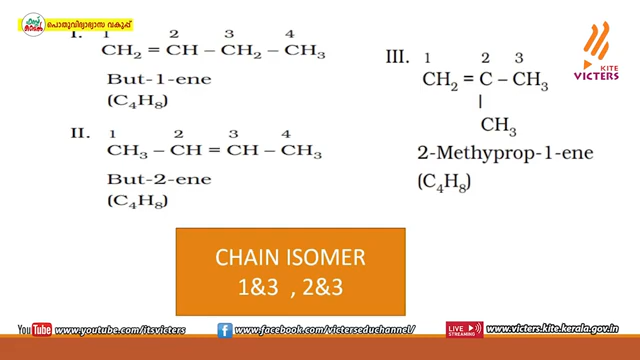 പൊതുവിദ്യാഭ്യാസ വകുപ്പ്
KITE
VICTERS
I. 1 2 3 4
CH₂ = CH – CH₂ – CH₃
But-1-ene
(C₄H₈)
II. 1 2 3 4
CH₃ – CH = CH – CH₃
But-2-ene
(C₄H₈)
III. 1 2 3
CH₂ = C – CH₃
|
CH₃
2-Methyprop-1-ene
(C₄H₈)
CHAIN ISOMER
1&3 , 2&3
YouTube www.youtube.com/itsvicters
www.facebook.com/victerseduchannel/
LIVE STREAMING www.victers.kite.kerala.gov.in